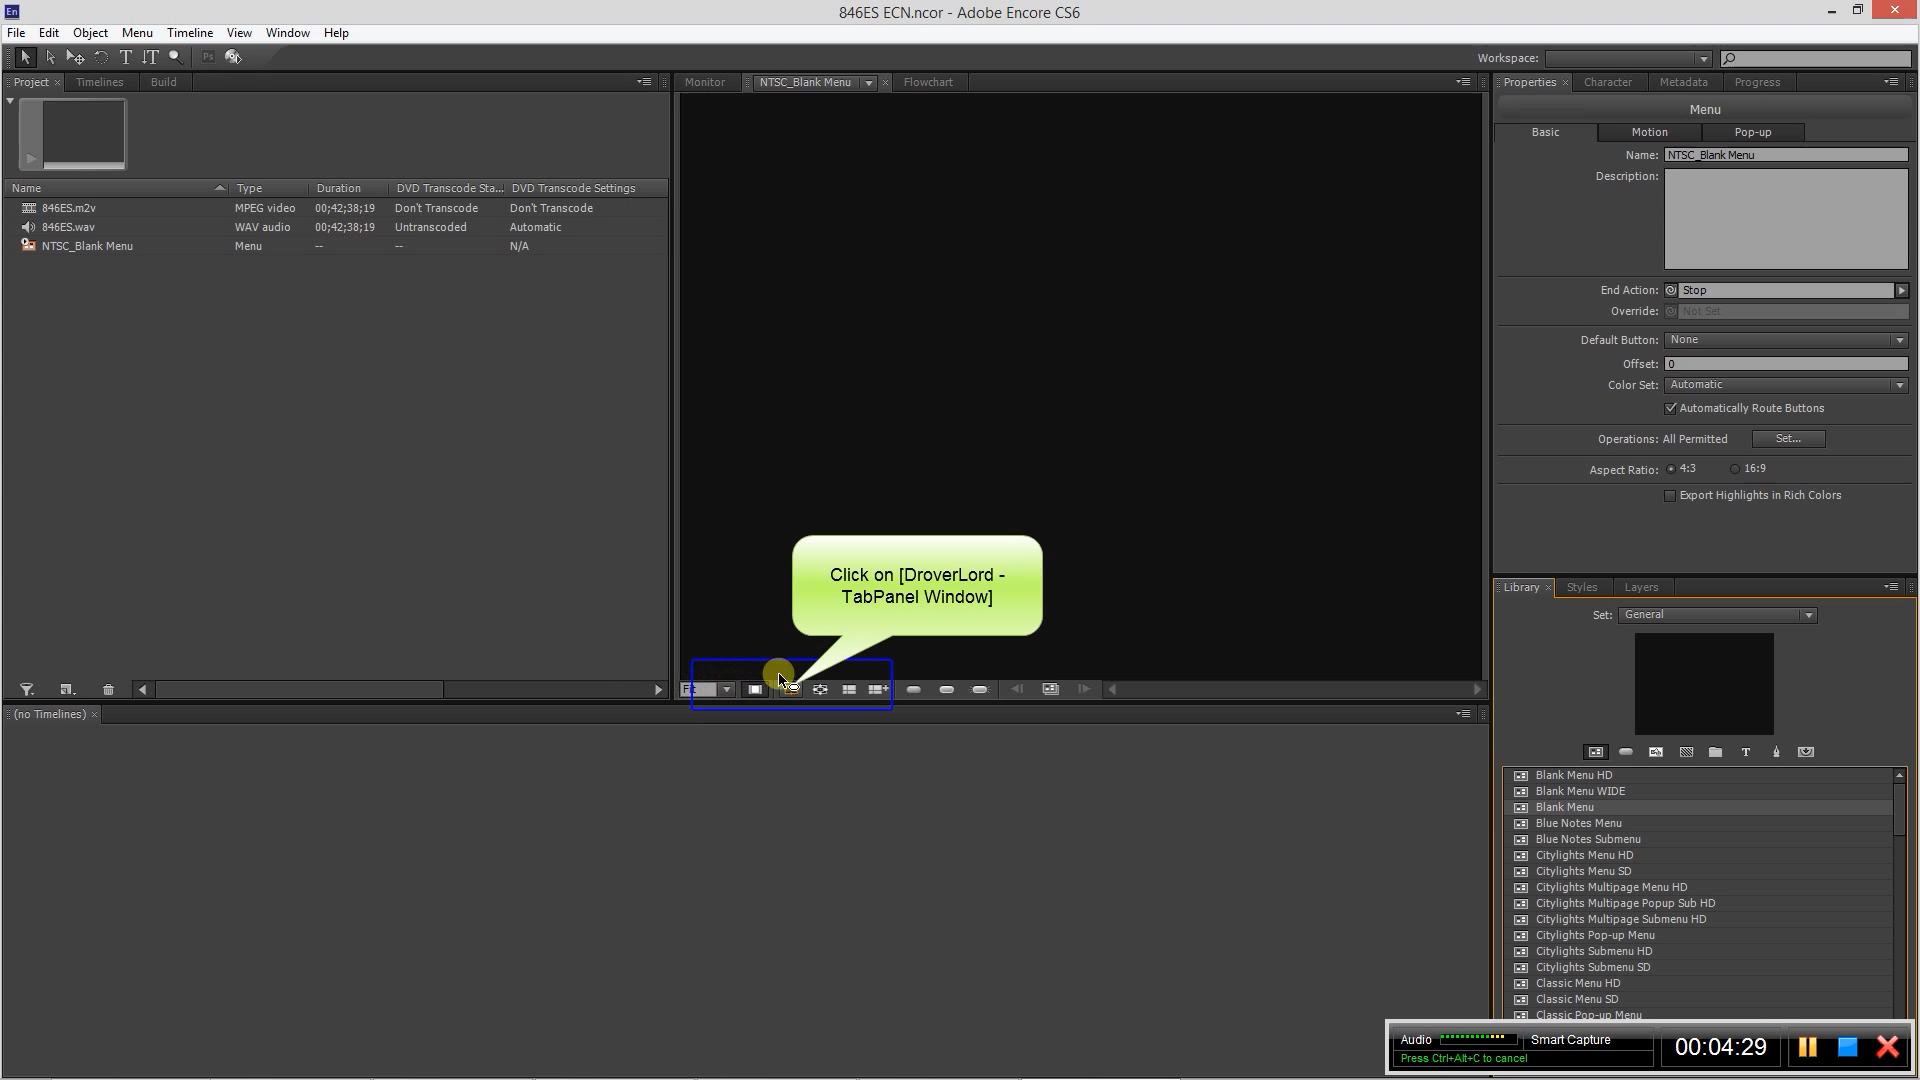 846ES ECN.ncor - Adobe Encore CS6
File Edit Object Menu Timeline View Window Help
Workspace:
Project Timelines Build
Monitor NTSC_Blank Menu Flowchart
Properties Character Metadata Progress
Menu
Basic Motion Pop-up
Name: NTSC_Blank Menu
Description:
End Action: Stop
Override: Not Set
Default Button: None
Offset: 0
Color Set: Automatic
Automatically Route Buttons
Operations: All Permitted Set...
Aspect Ratio: 4:3 16:9
Export Highlights in Rich Colors
Name Type Duration DVD Transcode Sta... DVD Transcode Settings
846ES.m2v MPEG video 00;42;38;19 Don't Transcode Don't Transcode
846ES.wav WAV audio 00;42;38;19 Untranscoded Automatic
NTSC_Blank Menu Menu -- -- N/A
Click on [DroverLord -
TabPanel Window]
(no Timelines)
Library Styles Layers
Set: General
Blank Menu HD
Blank Menu WIDE
Blank Menu
Blue Notes Menu
Blue Notes Submenu
Citylights Menu HD
Citylights Menu SD
Citylights Multipage Menu HD
Citylights Multipage Popup Sub HD
Citylights Multipage Submenu HD
Citylights Pop-up Menu
Citylights Submenu HD
Citylights Submenu SD
Classic Menu HD
Classic Menu SD
Classic Pop-up Menu
Audio Smart Capture
Press Ctrl+Alt+C to cancel
00:04:29